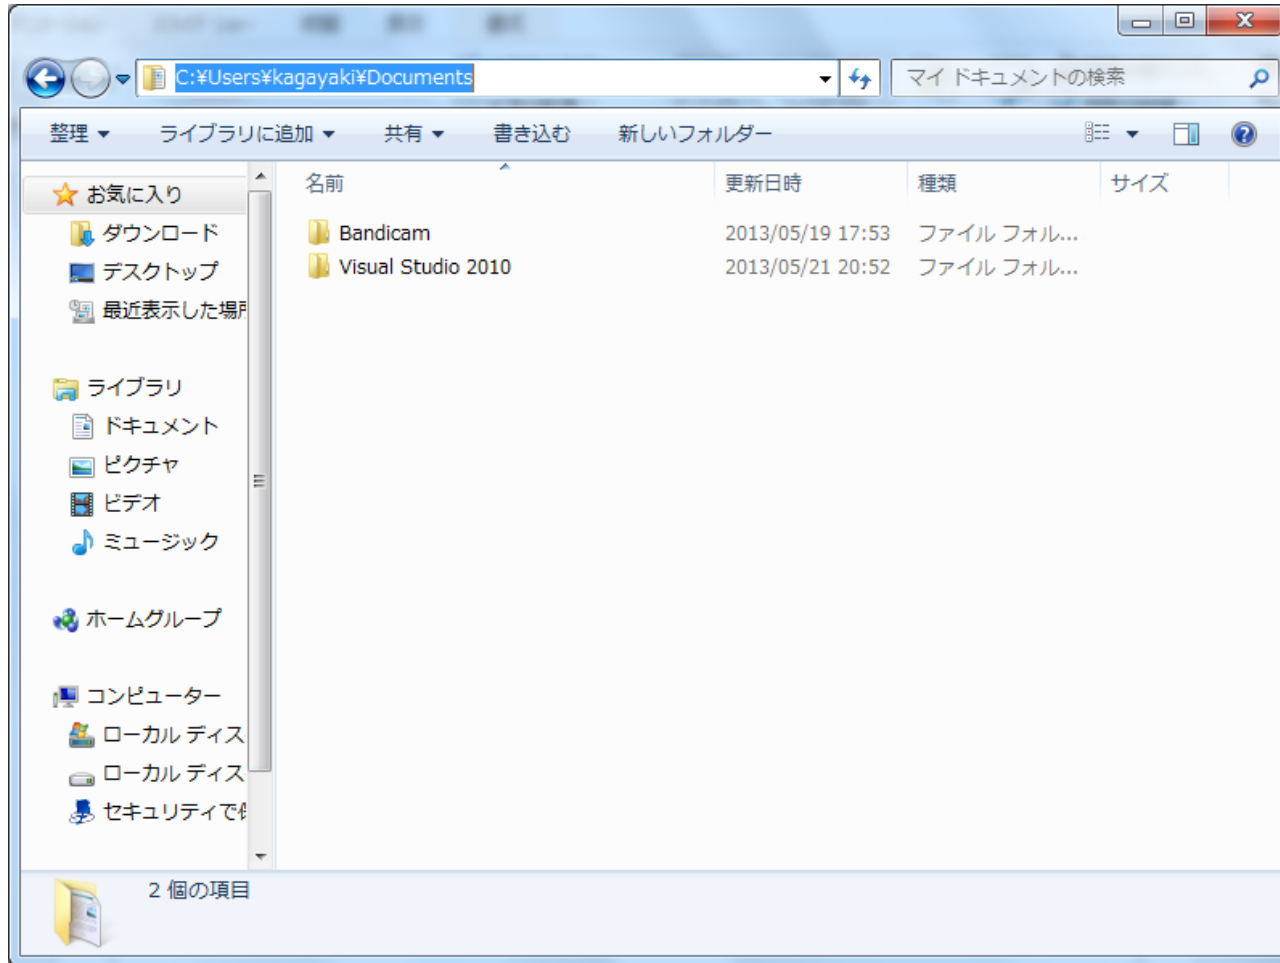 C:¥Users¥kagayaki¥Documents
マイ ドキュメントの検索
整理 ライブラリに追加 共有 書き込む 新しいフォルダー
お気に入り
ダウンロード
デスクトップ
最近表示した場所
ライブラリ
ドキュメント
ピクチャ
ビデオ
ミュージック
ホームグループ
コンピューター
ローカル ディス
ローカル ディス
セキュリティで
名前 更新日時 種類 サイズ
Bandicam 2013/05/19 17:53 ファイル フォル...
Visual Studio 2010 2013/05/21 20:52 ファイル フォル...
2 個の項目